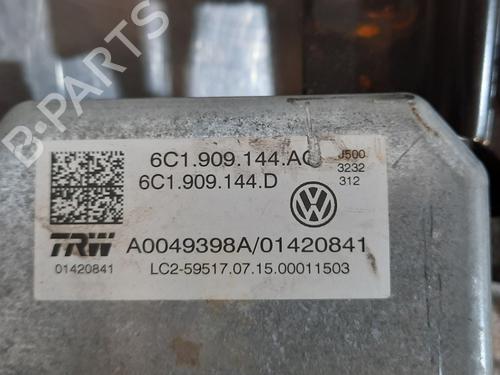 B-PARTS
6C1.909.144.A
6C1.909.144.D
J500
3232
312
TRW
01420841
A0049398A/01420841
LC2-59517.07.15.00011503